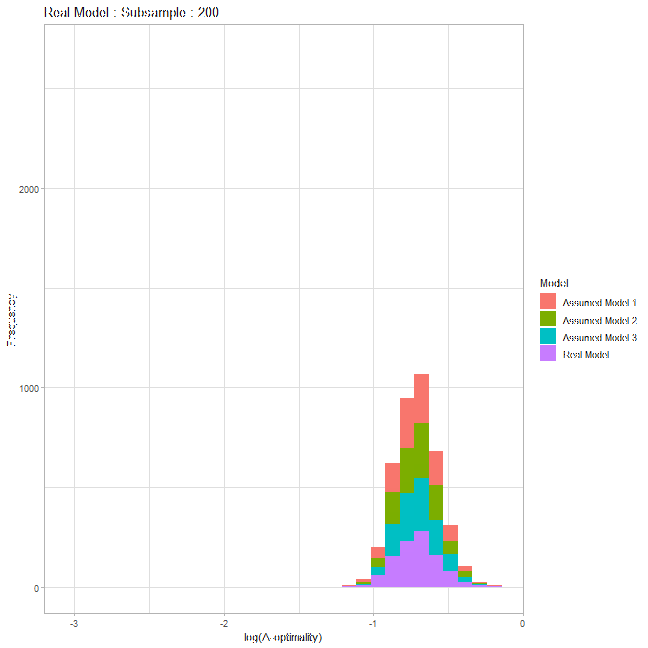 Real Model : Subsample : 200
Frequency
2000
1000
0
-3
-2
-1
0
log(A-optimality)
Model
Assumed Model 1
Assumed Model 2
Assumed Model 3
Real Model